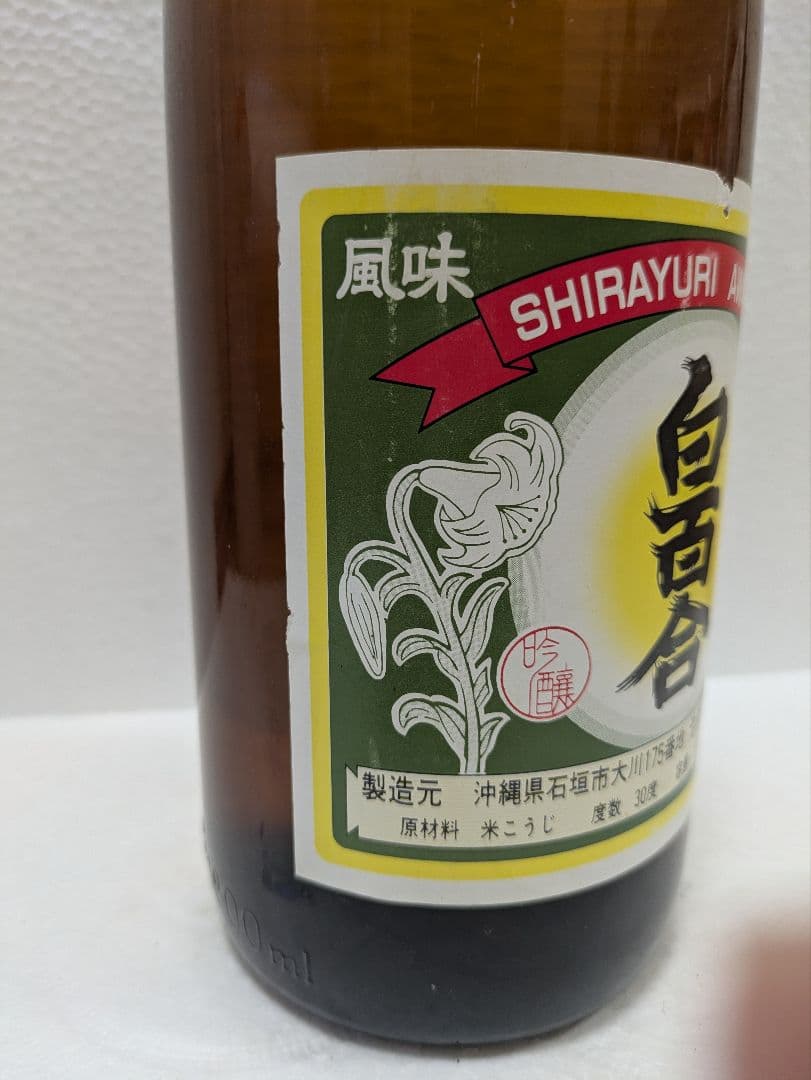 風味
SHIRAYURI
白百合
吟醸
製造元 沖縄県石垣市大川175番地
原材料 米こうじ 度数 30度
00ml